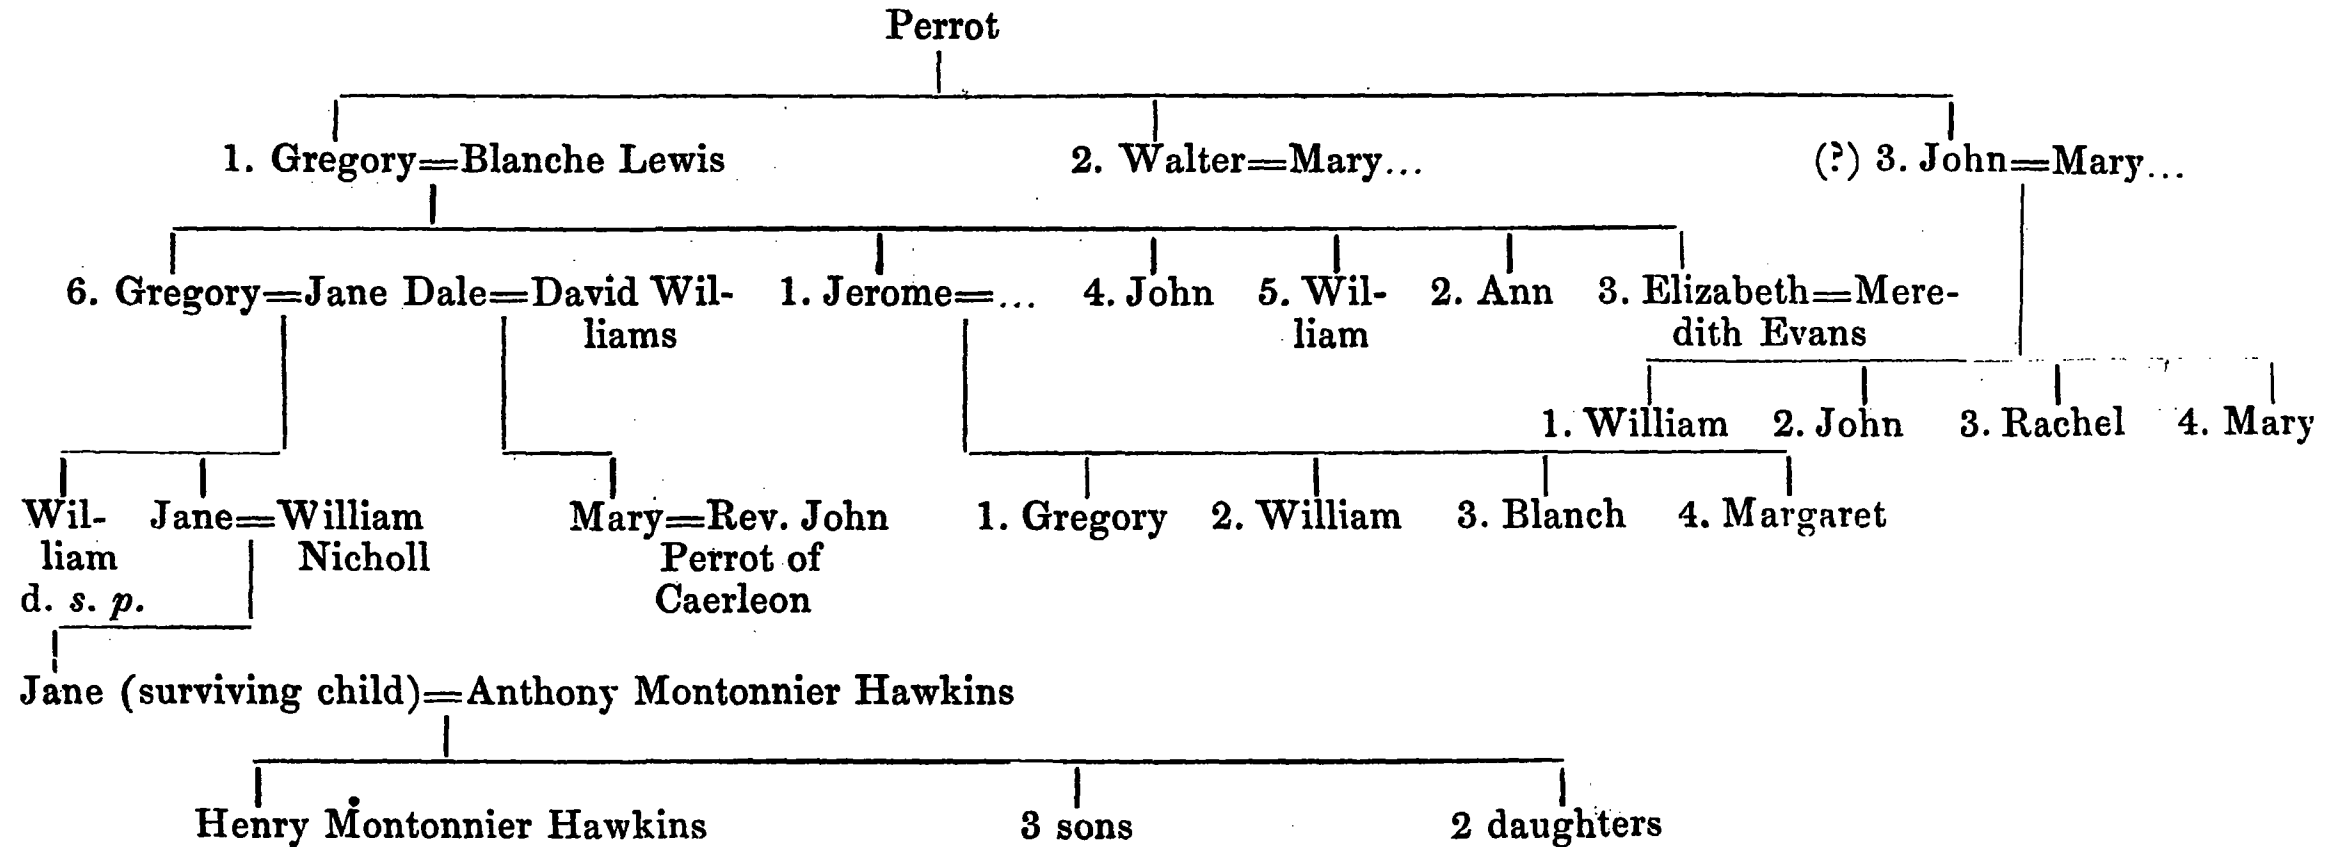 Perrot
1. Gregory=Blanche Lewis 2. Walter=Mary... (?) 3. John=Mary...
6. Gregory=Jane Dale=David Wil- 1. Jerome=... 4. John 5. Wil- 2. Ann 3. Elizabeth=Mere-
liams liam dith Evans
1. William 2. John 3. Rachel 4. Mary
Wil- Jane=William Mary=Rev. John 1. Gregory 2. William 3. Blanch 4. Margaret
liam Nicholl Perrot of
d. s. p. Caerleon
Jane (surviving child)=Anthony Montonnier Hawkins
Henry Montonnier Hawkins 3 sons 2 daughters